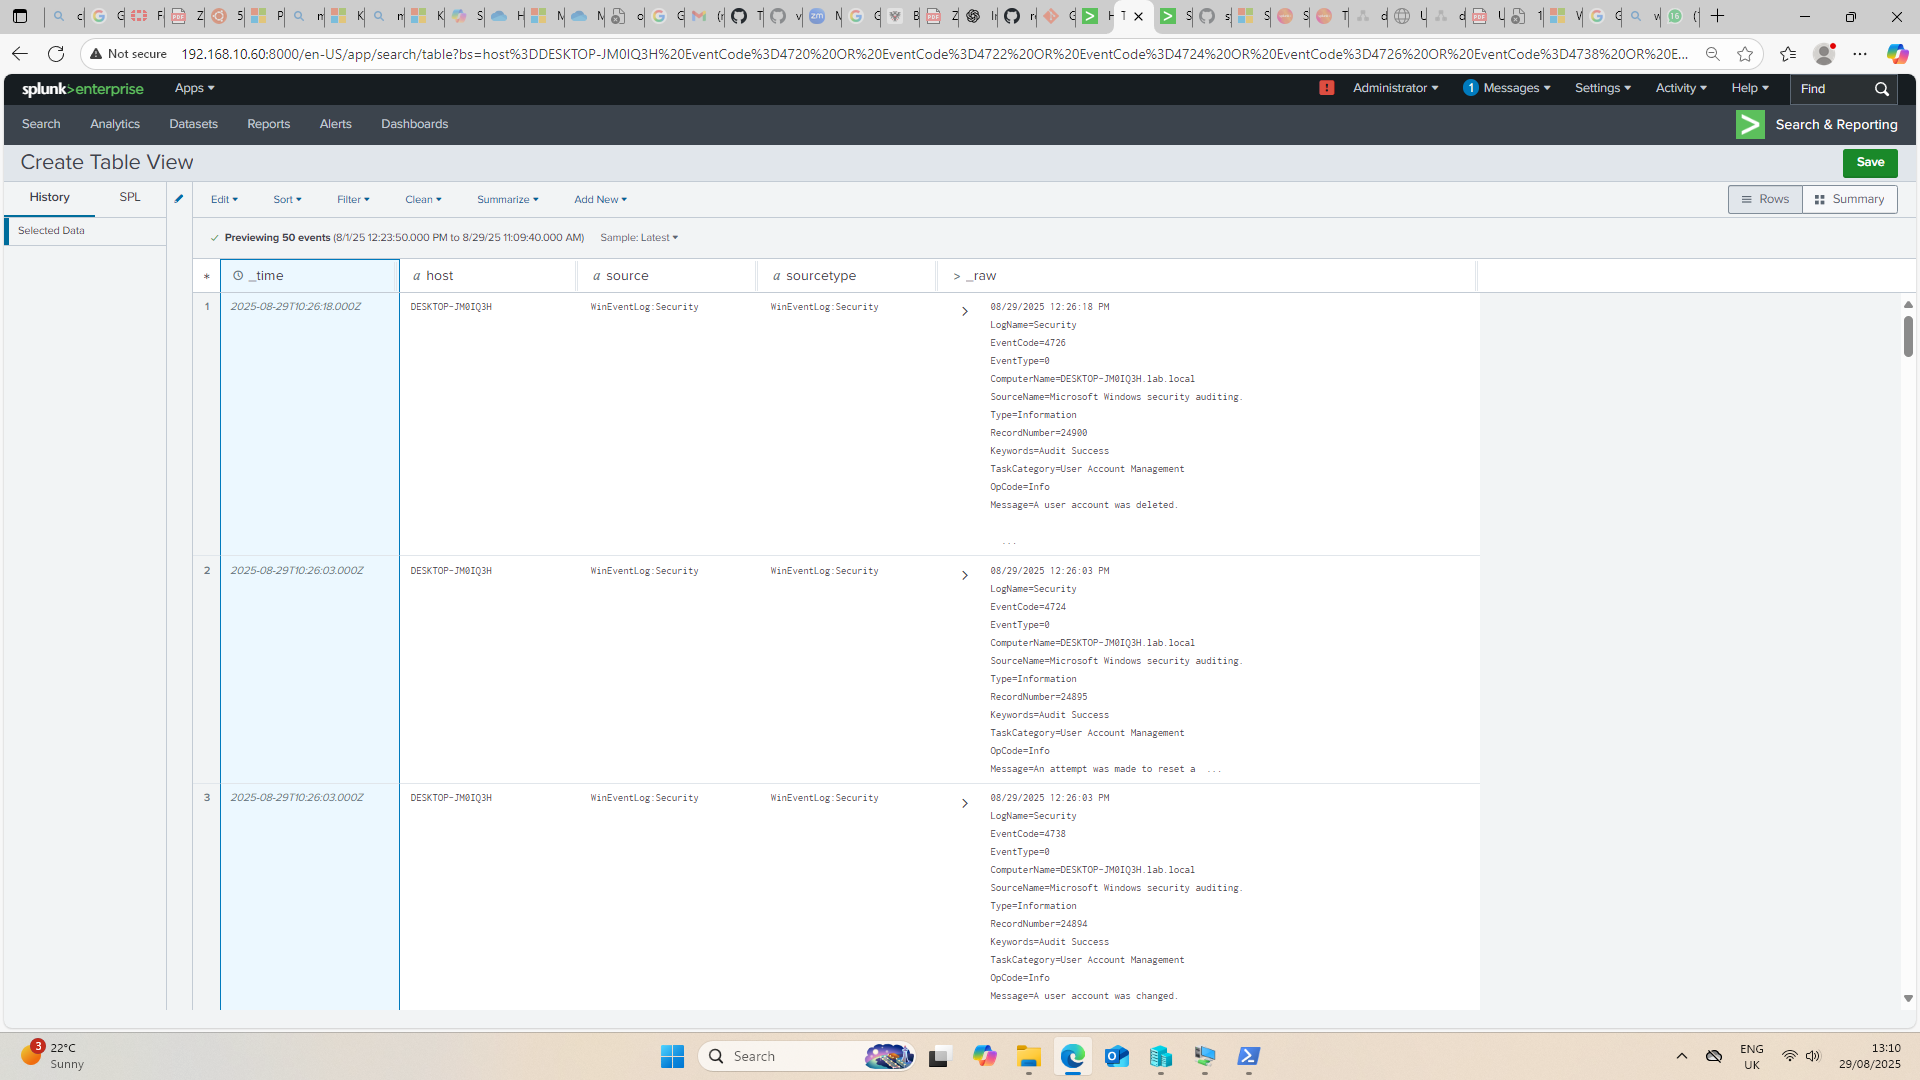 Not secure
192.168.10.60:8000/en-US/app/search/table?bs=host%3DDESKTOP-JM0IQ3H%20EventCode%3D4720%20OR%20EventCode%3D4722%20OR%20EventCode%3D4724%20OR%20EventCode%3D4726%20OR%20EventCode%3D4738%20OR%20E...
splunk>enterprise
Apps
Administrator
1 Messages
Settings
Activity
Help
Find
Search
Analytics
Datasets
Reports
Alerts
Dashboards
Search & Reporting
Create Table View
Save
History
SPL
Edit
Sort
Filter
Clean
Summarize
Add New
Rows
Summary
Selected Data
Previewing 50 events (8/1/25 12:23:50.000 PM to 8/29/25 11:09:40.000 AM)
Sample: Latest
* _time
a host
a source
a sourcetype
> _raw
1
2025-08-29T10:26:18.000Z
DESKTOP-JM0IQ3H
WinEventLog:Security
WinEventLog:Security
08/29/2025 12:26:18 PM
LogName=Security
EventCode=4726
EventType=0
ComputerName=DESKTOP-JM0IQ3H.lab.local
SourceName=Microsoft Windows security auditing.
Type=Information
RecordNumber=24900
Keywords=Audit Success
TaskCategory=User Account Management
OpCode=Info
Message=A user account was deleted.
...
2
2025-08-29T10:26:03.000Z
DESKTOP-JM0IQ3H
WinEventLog:Security
WinEventLog:Security
08/29/2025 12:26:03 PM
LogName=Security
EventCode=4724
EventType=0
ComputerName=DESKTOP-JM0IQ3H.lab.local
SourceName=Microsoft Windows security auditing.
Type=Information
RecordNumber=24895
Keywords=Audit Success
TaskCategory=User Account Management
OpCode=Info
Message=An attempt was made to reset a ...
3
2025-08-29T10:26:03.000Z
DESKTOP-JM0IQ3H
WinEventLog:Security
WinEventLog:Security
08/29/2025 12:26:03 PM
LogName=Security
EventCode=4738
EventType=0
ComputerName=DESKTOP-JM0IQ3H.lab.local
SourceName=Microsoft Windows security auditing.
Type=Information
RecordNumber=24894
Keywords=Audit Success
TaskCategory=User Account Management
OpCode=Info
Message=A user account was changed.
3
22°C
Sunny
Search
ENG
UK
13:10
29/08/2025